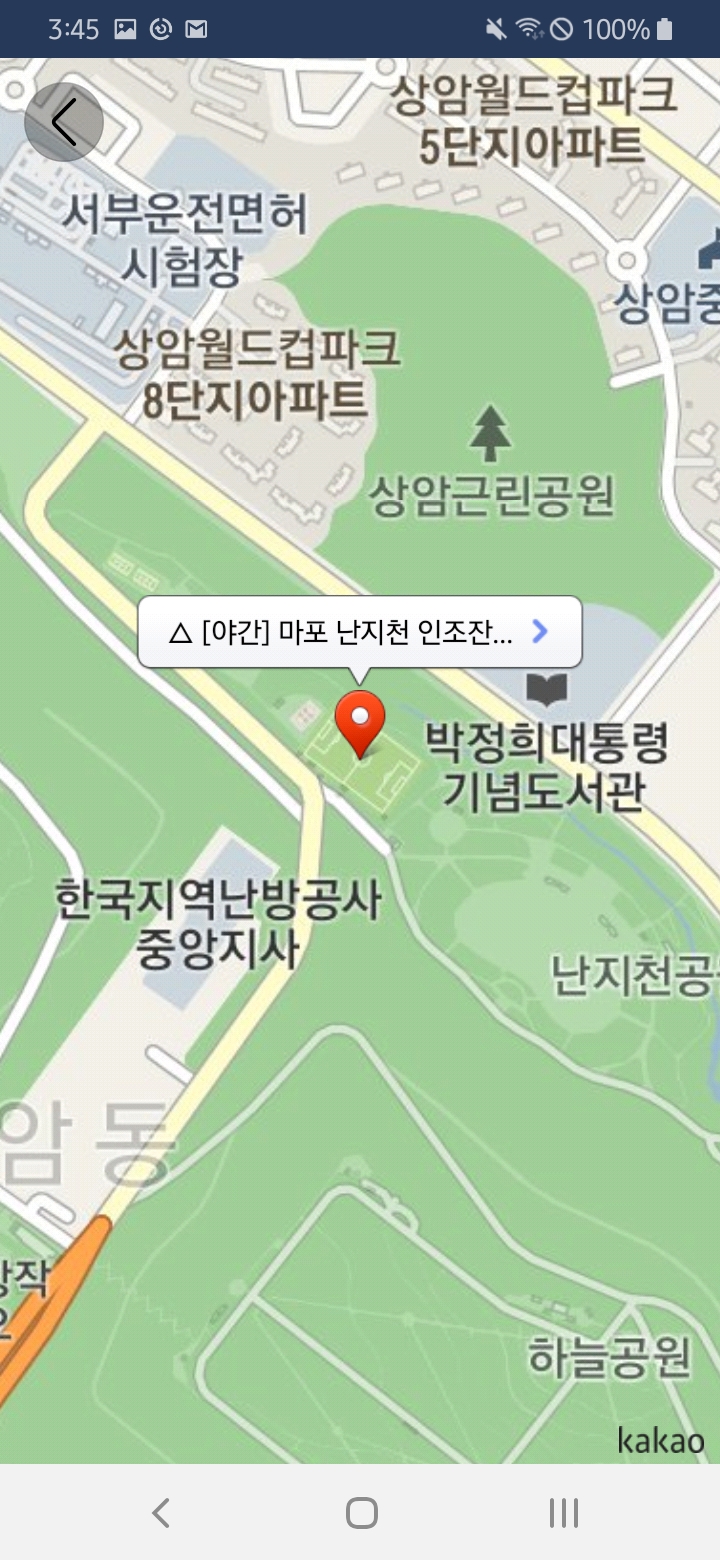 3:45
100%
상암월드컵파크
5단지아파트
서부운전면허
시험장
상암중
상암월드컵파크
8단지아파트
상암근린공원
△ [야간] 마포 난지천 인조잔...
박정희대통령
기념도서관
한국지역난방공사
중앙지사
난지천공
암동
하늘공원
kakao